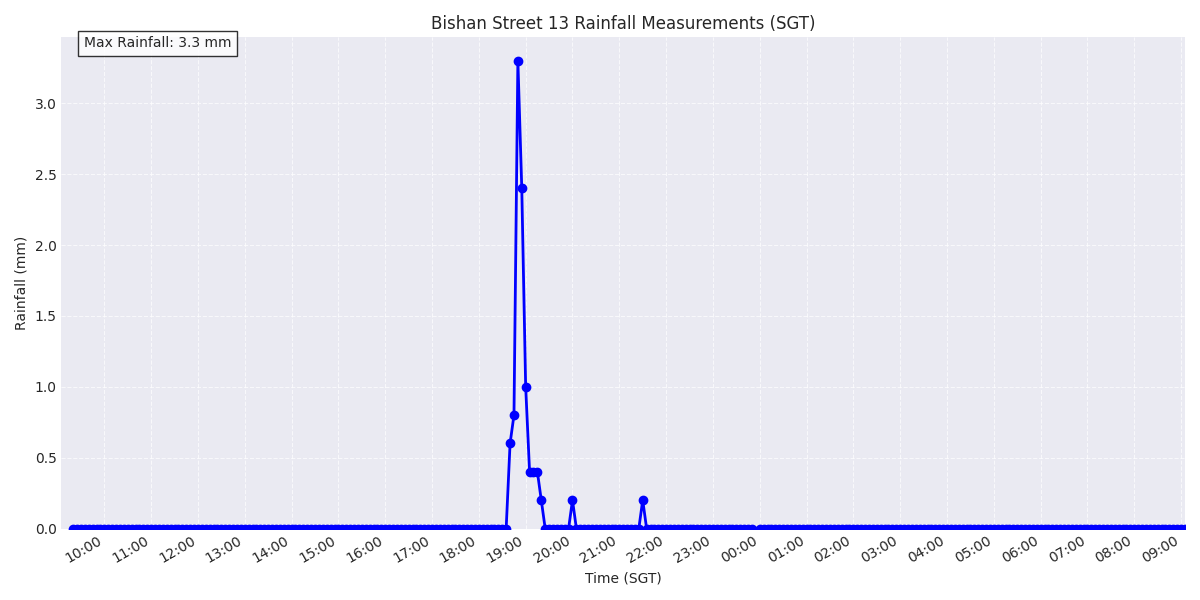 Bishan Street 13 Rainfall Measurements (SGT)
Max Rainfall: 3.3 mm
3.0
2.5
2.0
1.5
1.0
0.5
0.0
Rainfall (mm)
10:00 11:00 12:00 13:00 14:00 15:00 16:00 17:00 18:00 19:00 20:00 21:00 22:00 23:00 00:00 01:00 02:00 03:00 04:00 05:00 06:00 07:00 08:00 09:00
Time (SGT)